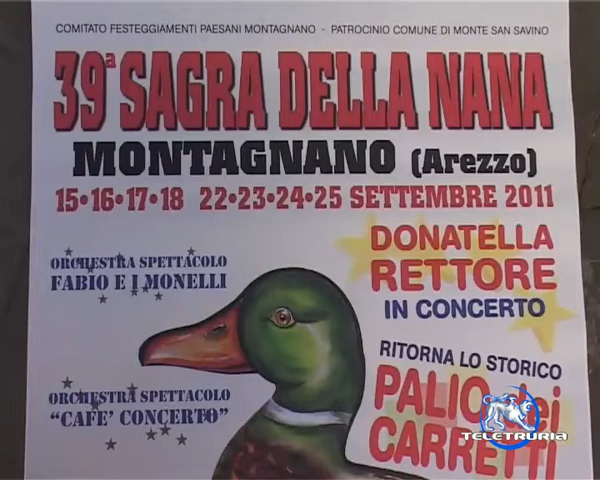 COMITATO FESTEGGIAMENTI PAESANI MONTAGNANO - PATROCINIO COMUNE DI MONTE SAN SAVINO
39ª SAGRA DELLA NANA
MONTAGNANO (Arezzo)
15•16•17•18 22•23•24•25 SETTEMBRE 2011
ORCHESTRA SPETTACOLO
FABIO E I MONELLI
DONATELLA
RETTORE
IN CONCERTO
ORCHESTRA SPETTACOLO
“CAFE’ CONCERTO”
RITORNA LO STORICO
PALIO dei
CARRETTI
TELETRURIA